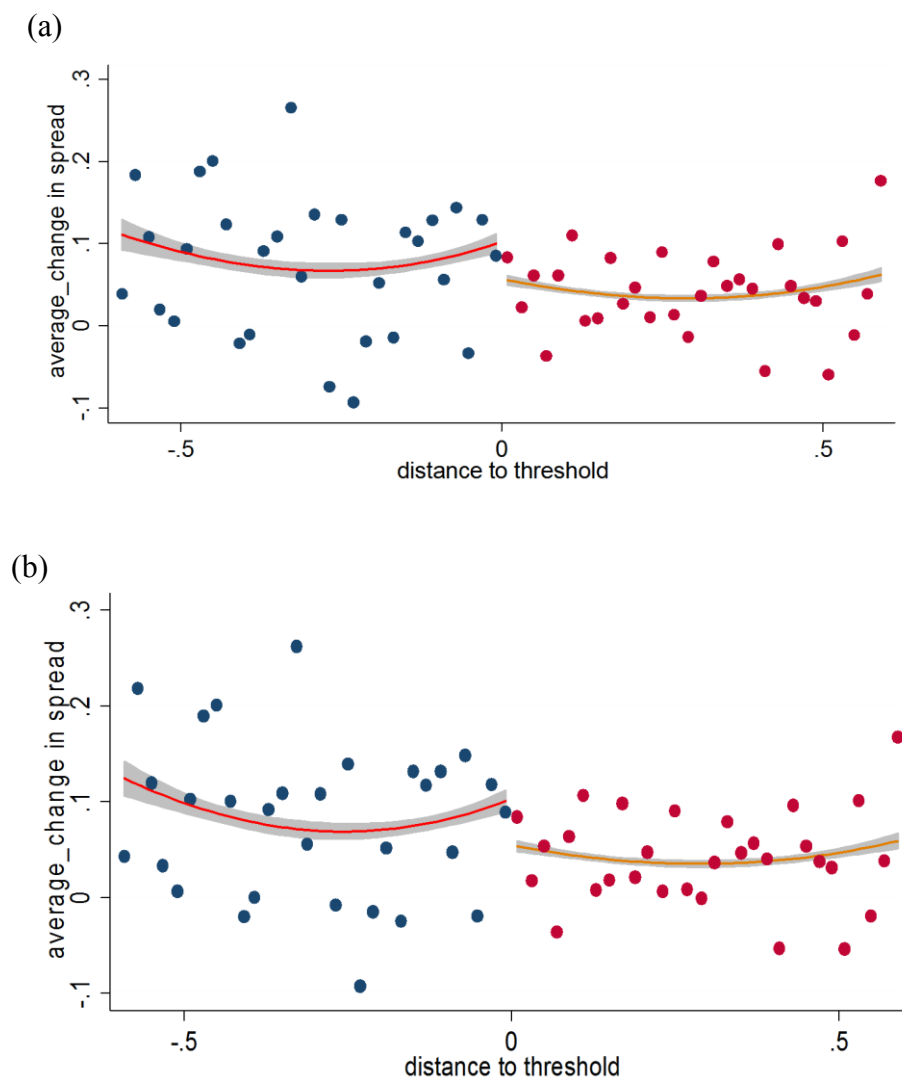 (a)
average_change in spread
.3
.2
.1
0
-.1
-.5
0
.5
distance to threshold
(b)
average_change in spread
.3
.2
.1
0
-.1
-.5
0
.5
distance to threshold